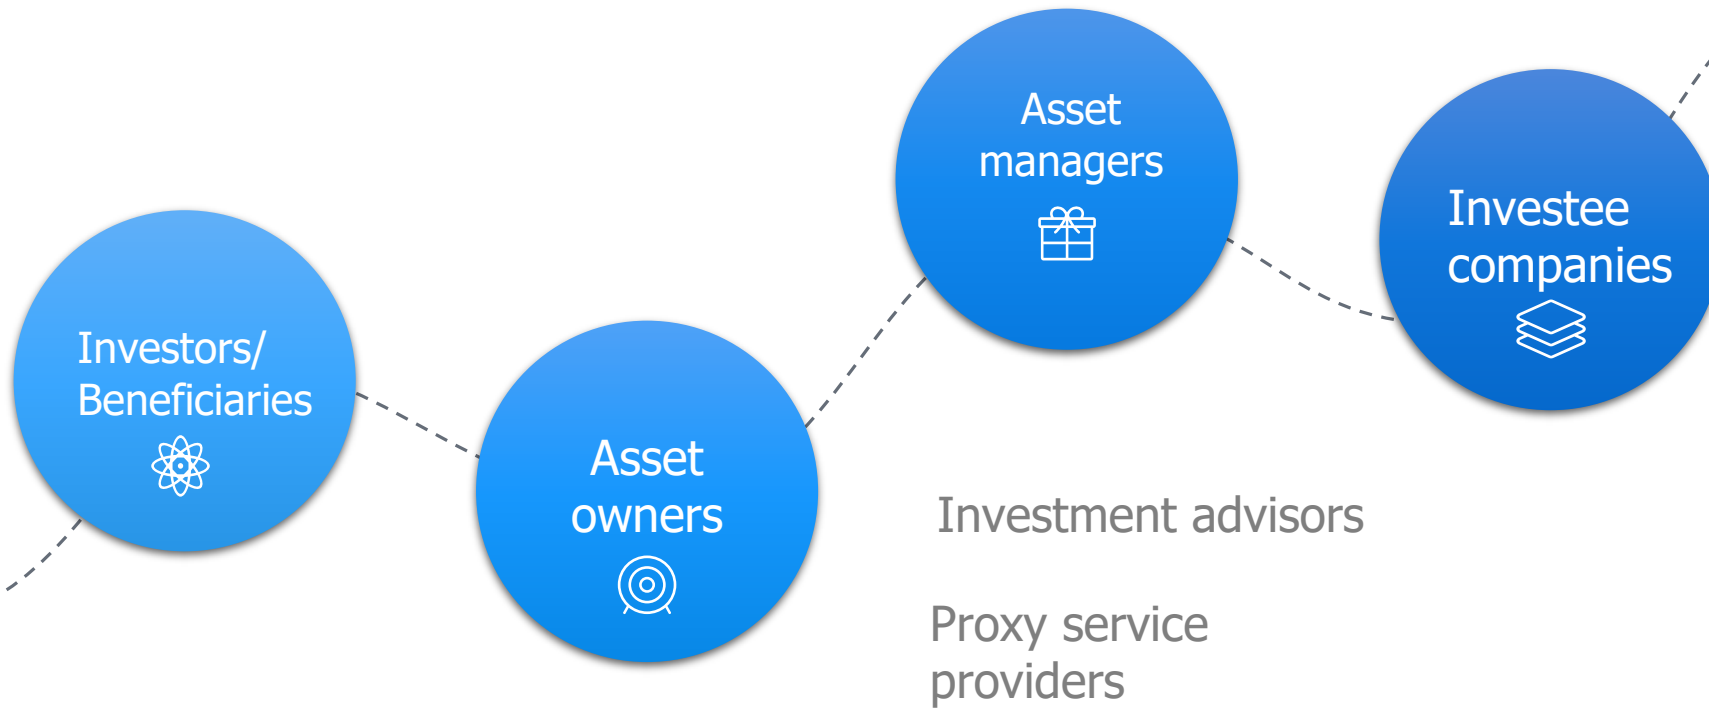 Investors/
Beneficiaries
Asset
owners
Asset
managers
Investee
companies
Investment advisors
Proxy service
providers